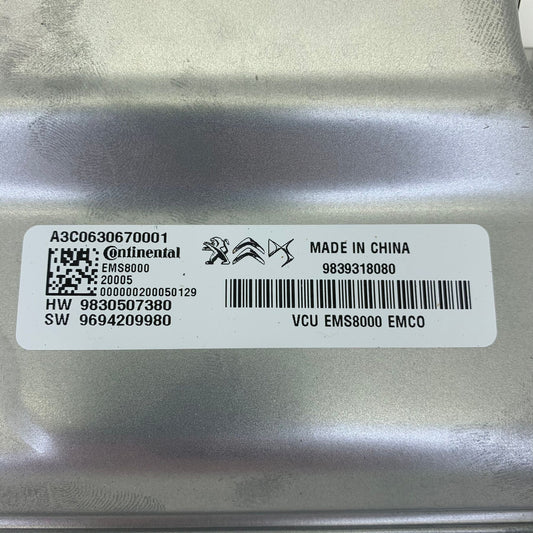 A3C0630670001
Continental
EMS8000
20005
000000200050129
HW 9830507380
SW 9694209980
MADE IN CHINA
9839318080
VCU EMS8000 EMCO